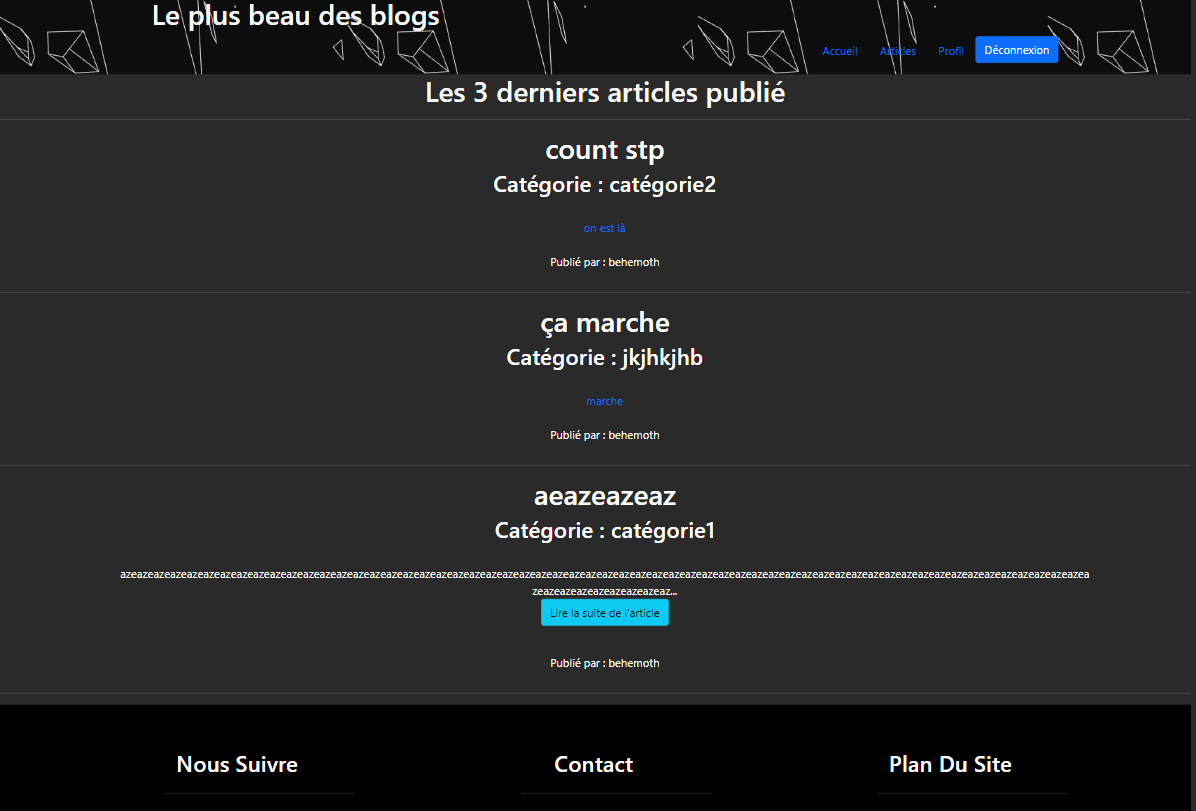 Le plus beau des blogs
Accueil Articles Profil Déconnexion
Les 3 derniers articles publié
count stp
Catégorie : catégorie2
on est là
Publié par : behemoth
ça marche
Catégorie : jkjhkjhb
marche
Publié par : behemoth
aeazeazeaz
Catégorie : catégorie1
Lire la suite de l'article
Publié par : behemoth
Nous Suivre Contact Plan Du Site